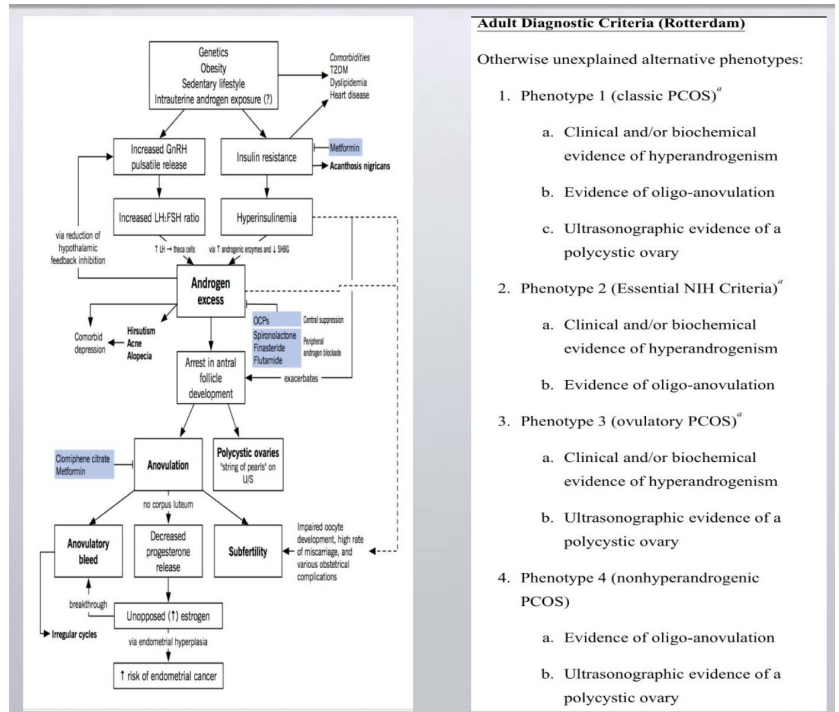 Genetics
Obesity
Sedentary lifestyle
Intrauterine androgen exposure (?)
Comorbidities
T2DM
Dyslipidemia
Heart disease
Increased GnRH
pulsatile release
Insulin resistance
Metformin
Acanthosis nigricans
Increased LH:FSH ratio
Hyperinsulinemia
via reduction of
hypothalamic
feedback inhibition
↑ LH → theca cells
via ↑ androgenic enzymes and ↓ SHBG
Androgen
excess
Comorbid
depression
Hirsutism
Acne
Alopecia
OCPs
Central suppression
Spironolactone
Finasteride
Flutamide
Peripheral
androgen blockade
Arrest in antral
follicle
development
exacerbates
Clomiphene citrate
Metformin
Anovulation
Polycystic ovaries
"string of pearls" on
U/S
no corpus luteum
Anovulatory
bleed
Decreased
progesterone
release
Subfertility
Impaired oocyte
development, high rate
of miscarriage, and
various obstetrical
complications
breakthrough
Unopposed (↑) estrogen
Irregular cycles
via endometrial hyperplasia
↑ risk of endometrial cancer
Adult Diagnostic Criteria (Rotterdam)
Otherwise unexplained alternative phenotypes:
1. Phenotype 1 (classic PCOS)a
a. Clinical and/or biochemical
evidence of hyperandrogenism
b. Evidence of oligo-anovulation
c. Ultrasonographic evidence of a
polycystic ovary
2. Phenotype 2 (Essential NIH Criteria)a
a. Clinical and/or biochemical
evidence of hyperandrogenism
b. Evidence of oligo-anovulation
3. Phenotype 3 (ovulatory PCOS)a
a. Clinical and/or biochemical
evidence of hyperandrogenism
b. Ultrasonographic evidence of a
polycystic ovary
4. Phenotype 4 (nonhyperandrogenic
PCOS)
a. Evidence of oligo-anovulation
b. Ultrasonographic evidence of a
polycystic ovary